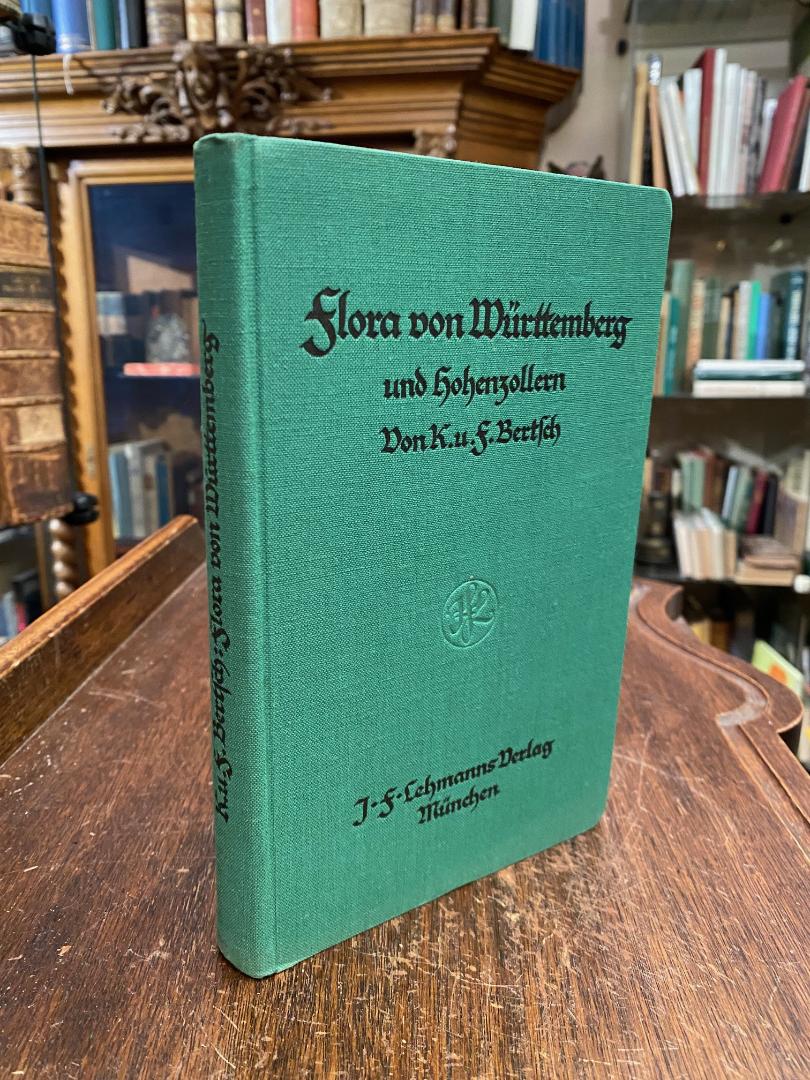 Flora von Württemberg
und Hohenzollern
Von K. u. F. Bertsch
J. F. Lehmanns Verlag
München
K. u. F. Bertsch: Flora von Württemberg